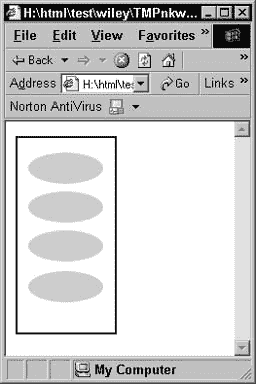 H:\html\test\wiley\TMPnkw...
File Edit View Favorites »
Back »
Address H:\html\tes Go Links »
Norton AntiVirus
My Computer